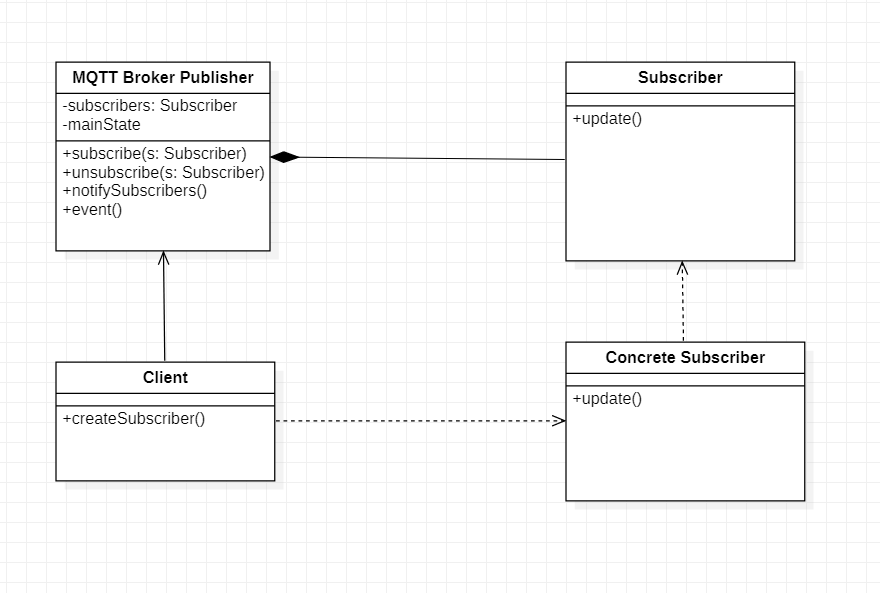 MQTT Broker Publisher
-subscribers: Subscriber
-mainState
+subscribe(s: Subscriber)
+unsubscribe(s: Subscriber)
+notifySubscribers()
+event()
Subscriber
+update()
Client
+createSubscriber()
Concrete Subscriber
+update()